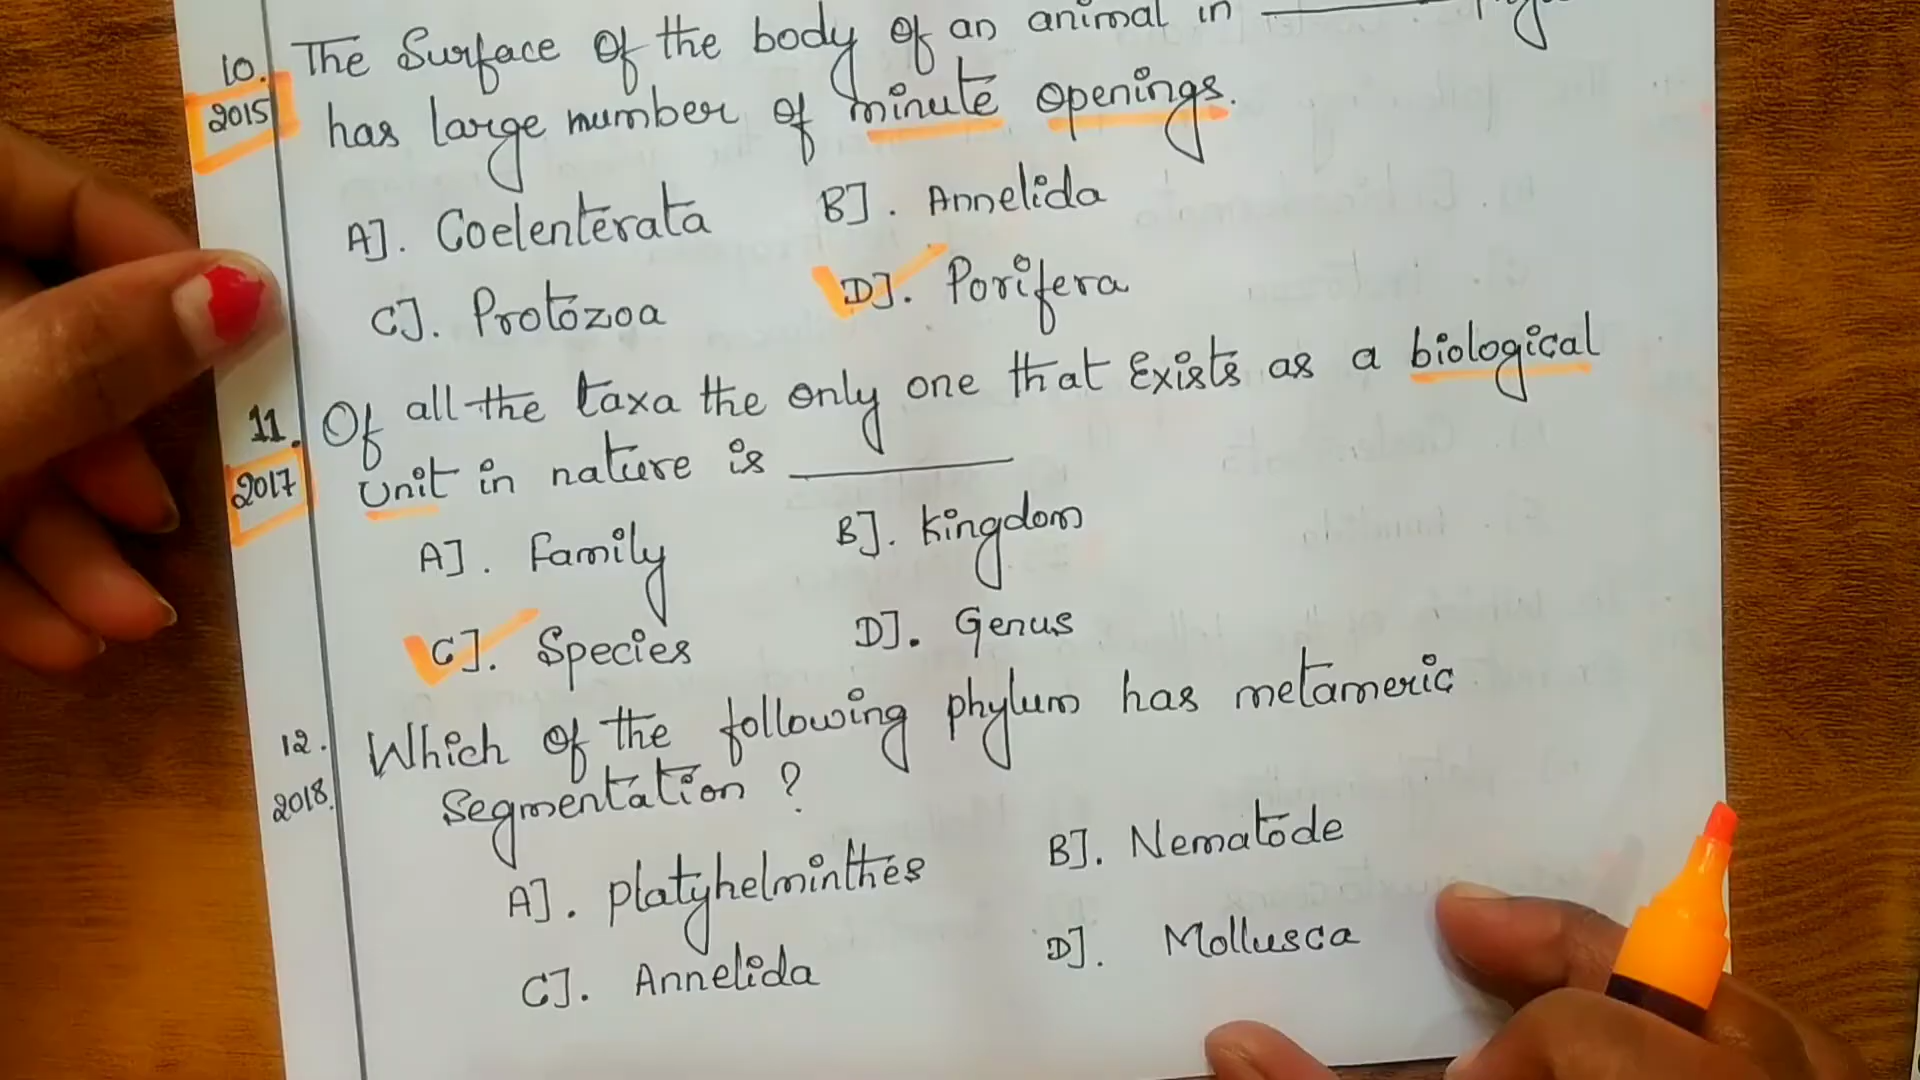 10. The Surface of the body of an animal in
2015 has large number of minute openings.
A]. Coelenterata B]. Annelida
C]. Protozoa D]. Porifera
11. Of all the taxa the only one that Exists as a biological
2017 Unit in nature is ________
A]. Family B]. Kingdom
C]. Species D]. Genus
12. Which of the following phylum has metameric
2018. Segmentation ?
A]. Platyhelminthes B]. Nematode
C]. Annelida D]. Mollusca